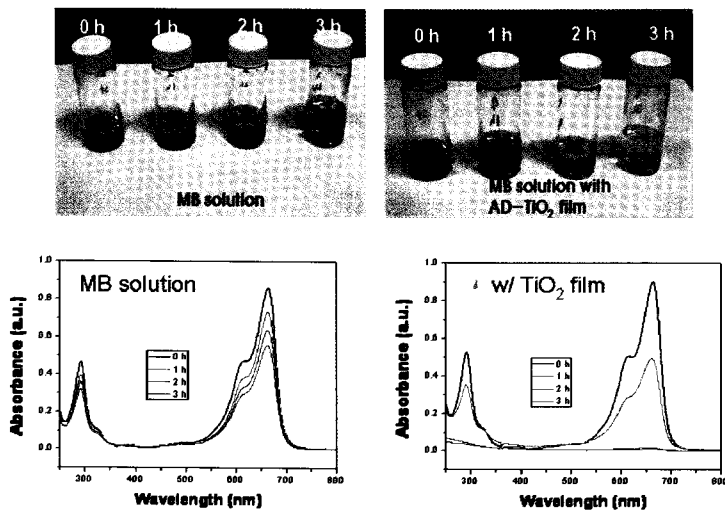 0 h 1 h 2 h 3 h
MB solution
0 h 1 h 2 h 3 h
MB solution with
AD-TiO₂ film
MB solution
0 h
1 h
2 h
3 h
Absorbance (a.u.)
1.0
0.8
0.6
0.4
0.2
0.0
300 400 500 600 700 800
Wavelength (nm)
w/ TiO₂ film
0 h
1 h
2 h
3 h
Absorbance (a.u.)
1.0
0.8
0.6
0.4
0.2
0.0
300 400 500 600 700 800
Wavelength (nm)